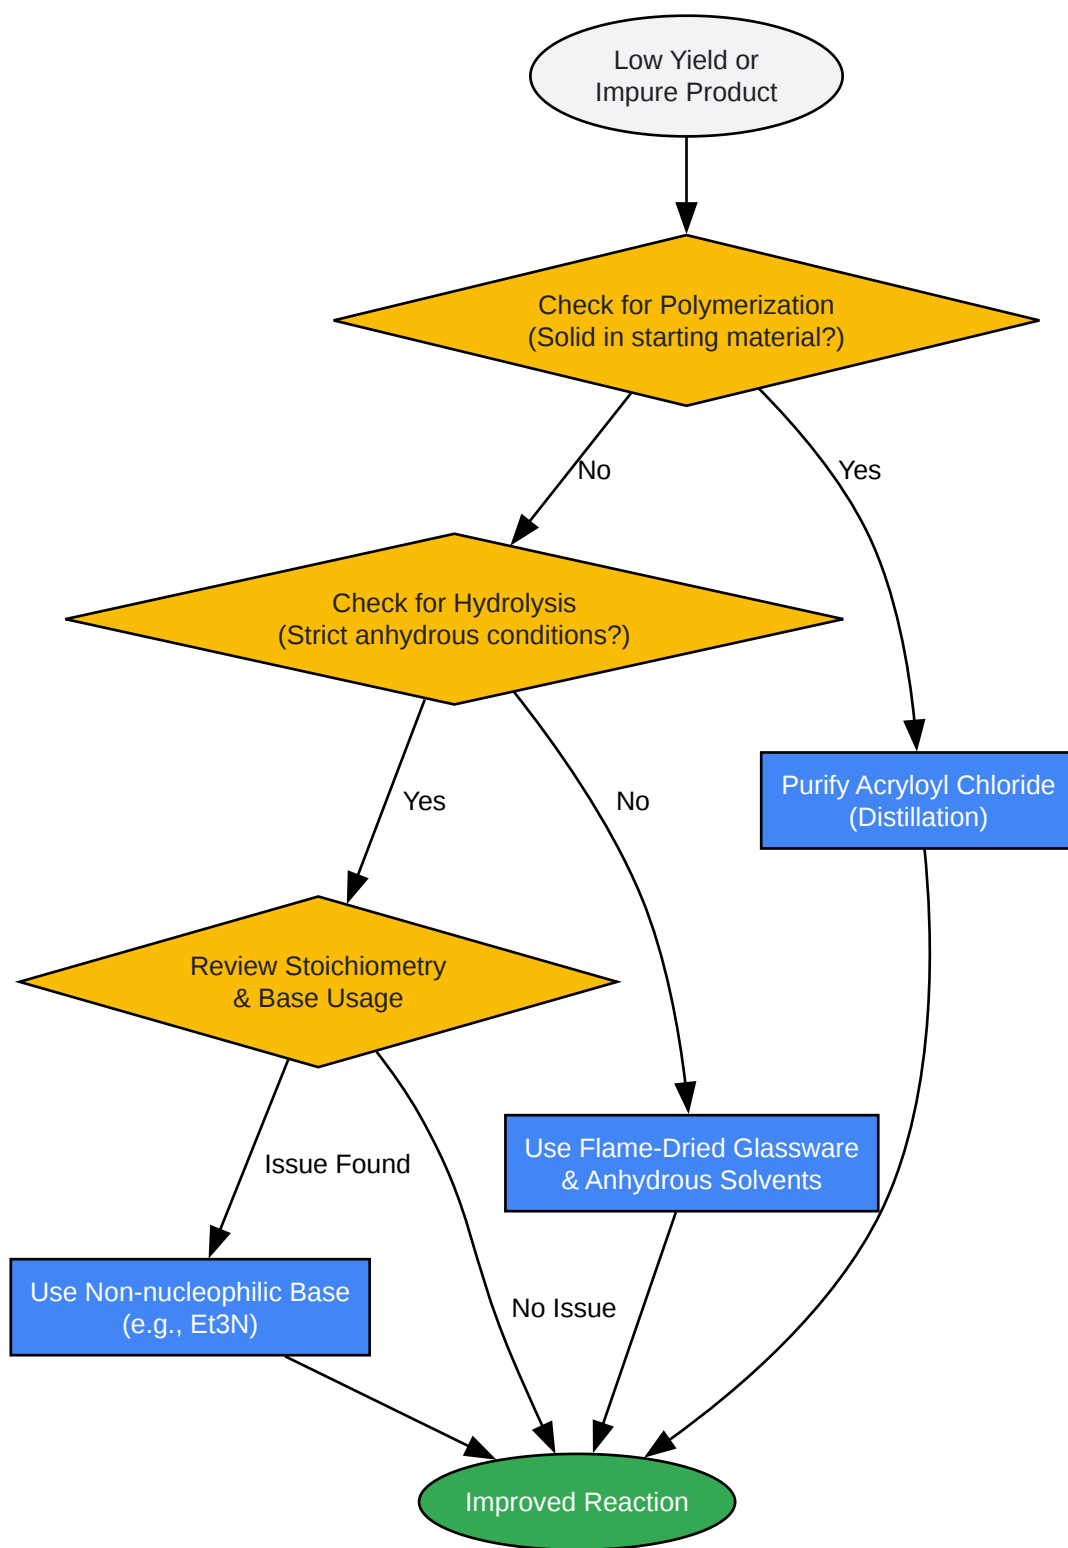 Low Yield or
Impure Product
Check for Polymerization
(Solid in starting material?)
No
Yes
Check for Hydrolysis
(Strict anhydrous conditions?)
Purify Acryloyl Chloride
(Distillation)
Yes
No
Review Stoichiometry
& Base Usage
Use Flame-Dried Glassware
& Anhydrous Solvents
Issue Found
Use Non-nucleophilic Base
(e.g., Et3N)
No Issue
Improved Reaction